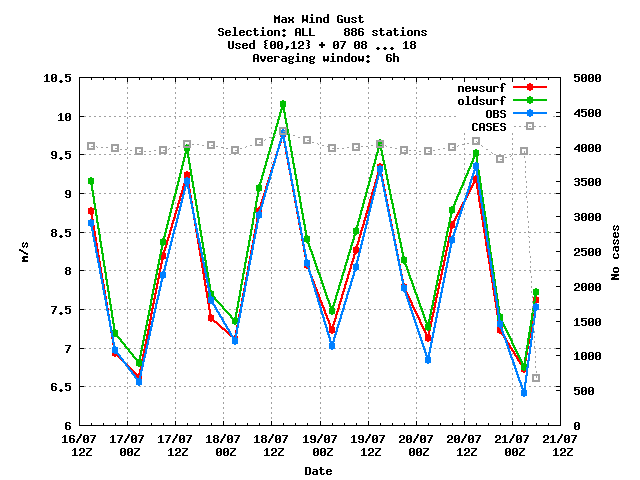 Max Wind Gust
Selection: ALL 886 stations
Used {00,12} + 07 08 ... 18
Averaging window: 6h
10.5 5000
newsurf
oldsurf
OBS
CASES
10
9.5
9
8.5
8
7.5
7
6.5
6
4500
4000
3500
3000
2500
2000
1500
1000
500
0
m/s
No cases
16/07 17/07 17/07 18/07 18/07 19/07 19/07 20/07 20/07 21/07 21/07
12Z 00Z 12Z 00Z 12Z 00Z 12Z 00Z 12Z 00Z 12Z
Date